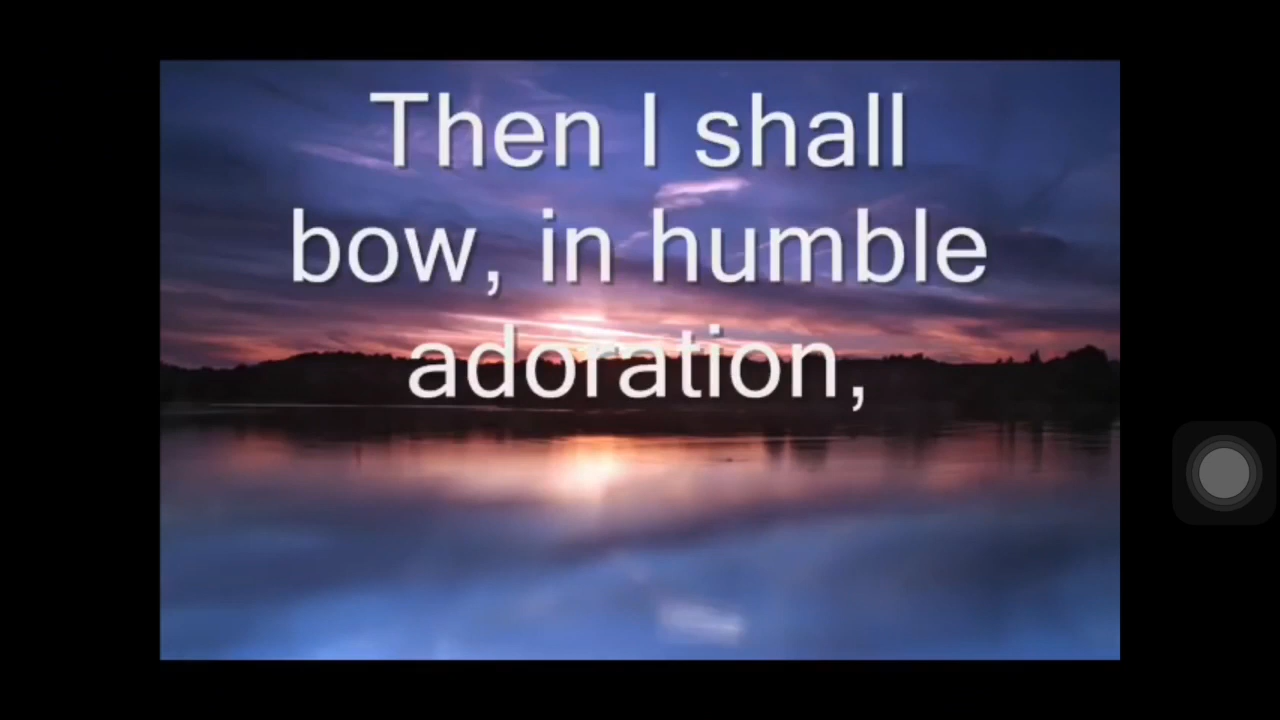 Then I shall
bow, in humble
adoration,